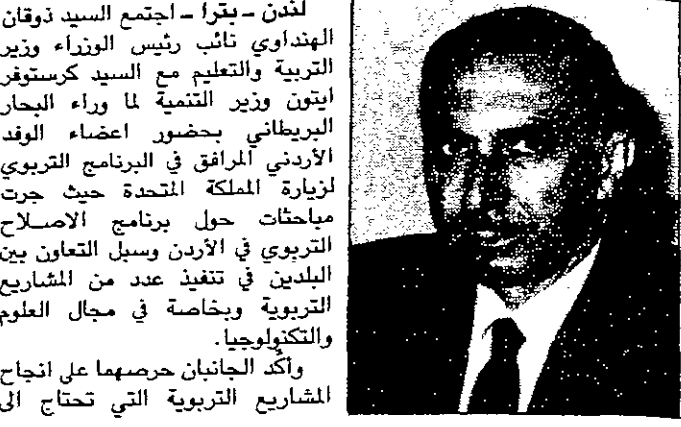 لندن ـ بترا ـ اجتمع السيد ذوقان
الهنداوي نائب رئيس الوزراء وزير
التربية والتعليم مع السيد كرستوفر
ايتون وزير التنمية لما وراء البحار
البريطاني بحضور اعضاء الوفد
الأردني المرافق في البرنامج التربوي
لزيارة المملكة المتحدة حيث جرت
مباحثات حول برنامج الاصـلاح
التربوي في الأردن وسبل التعاون بين
البلدين في تنفيذ عدد من المشاريع
التربوية وبخاصة في مجال العلوم
والتكنولوجيا.
وأكد الجانبان حرصهما على انجاح
المشاريع التربوية التي تحتاج الى